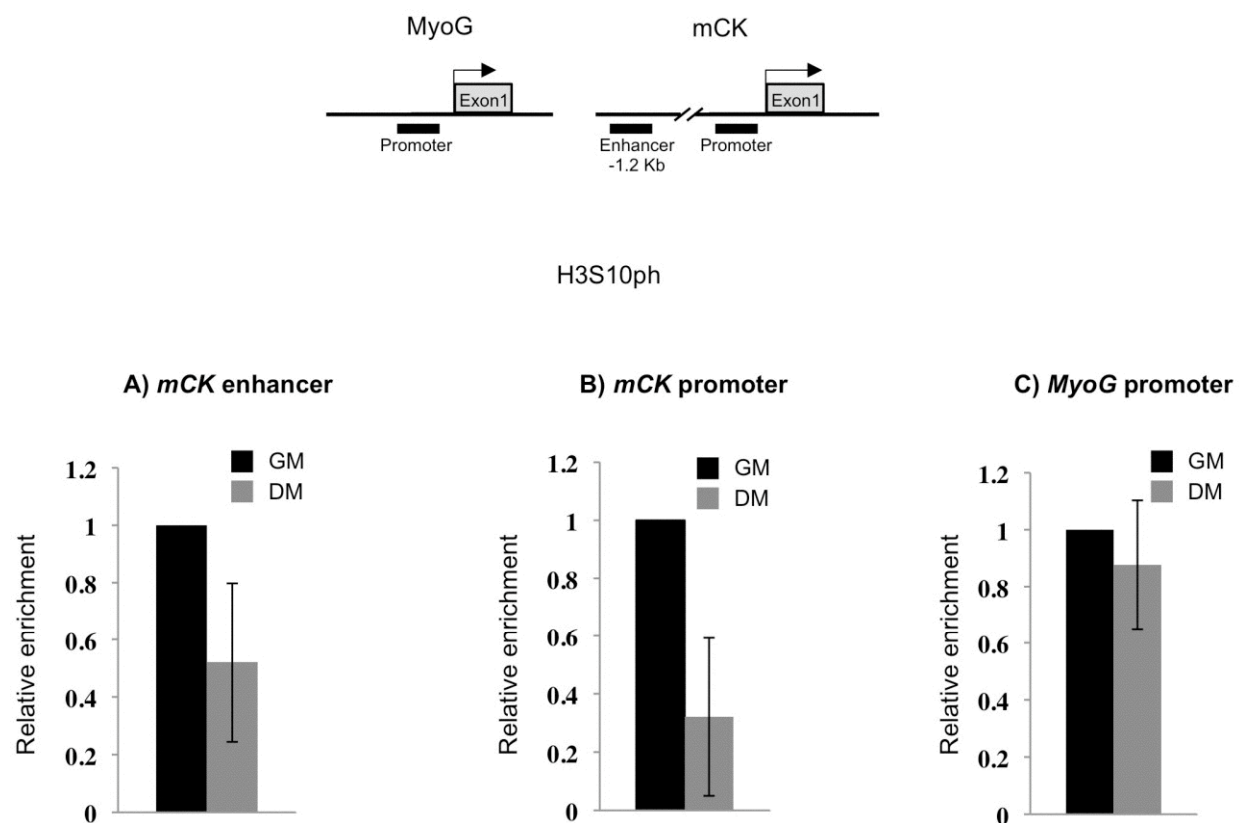 MyoG
mCK
Exon1
Exon1
Promoter
Enhancer
-1.2 Kb
Promoter
H3S10ph
A) mCK enhancer
GM
DM
Relative enrichment
1.2
1
0.8
0.6
0.4
0.2
0
B) mCK promoter
GM
DM
Relative enrichment
1.2
1
0.8
0.6
0.4
0.2
0
C) MyoG promoter
GM
DM
Relative enrichment
1.2
1
0.8
0.6
0.4
0.2
0